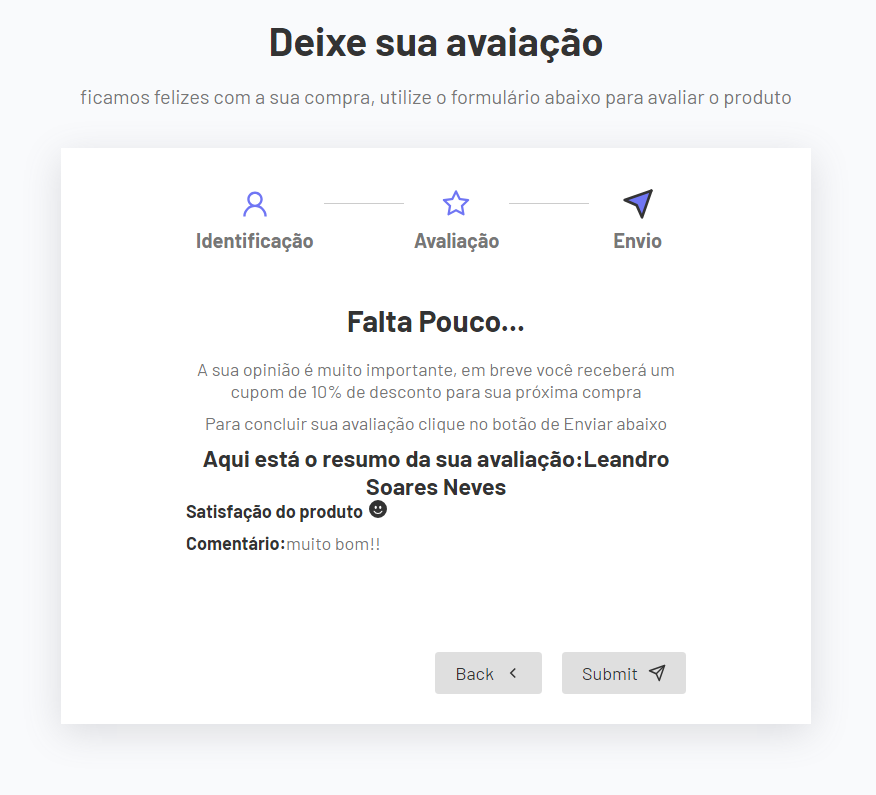 Deixe sua avaiação
ficamos felizes com a sua compra, utilize o formulário abaixo para avaliar o produto
Identificação
Avaliação
Envio
Falta Pouco...
A sua opinião é muito importante, em breve você receberá um
cupom de 10% de desconto para sua próxima compra
Para concluir sua avaliação clique no botão de Enviar abaixo
Aqui está o resumo da sua avaliação:Leandro
Soares Neves
Satisfação do produto
Comentário:muito bom!!
Back
Submit